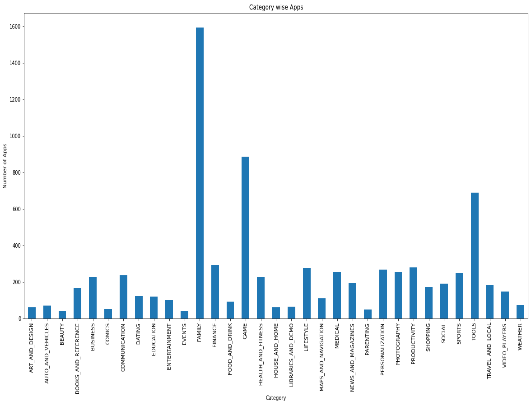 Category wise Apps
Number of Apps
1600
1400
1200
1000
800
600
400
200
0
ART_AND_DESIGN
AUTO_AND_VEHICLES
BEAUTY
BOOKS_AND_REFERENCE
BUSINESS
COMICS
COMMUNICATION
DATING
EDUCATION
ENTERTAINMENT
EVENTS
FAMILY
FINANCE
FOOD_AND_DRINK
GAME
HEALTH_AND_FITNESS
HOUSE_AND_HOME
LIBRARIES_AND_DEMO
LIFESTYLE
MAPS_AND_NAVIGATION
MEDICAL
NEWS_AND_MAGAZINES
PARENTING
PERSONALIZATION
PHOTOGRAPHY
PRODUCTIVITY
SHOPPING
SOCIAL
SPORTS
TOOLS
TRAVEL_AND_LOCAL
VIDEO_PLAYERS
WEATHER
Category